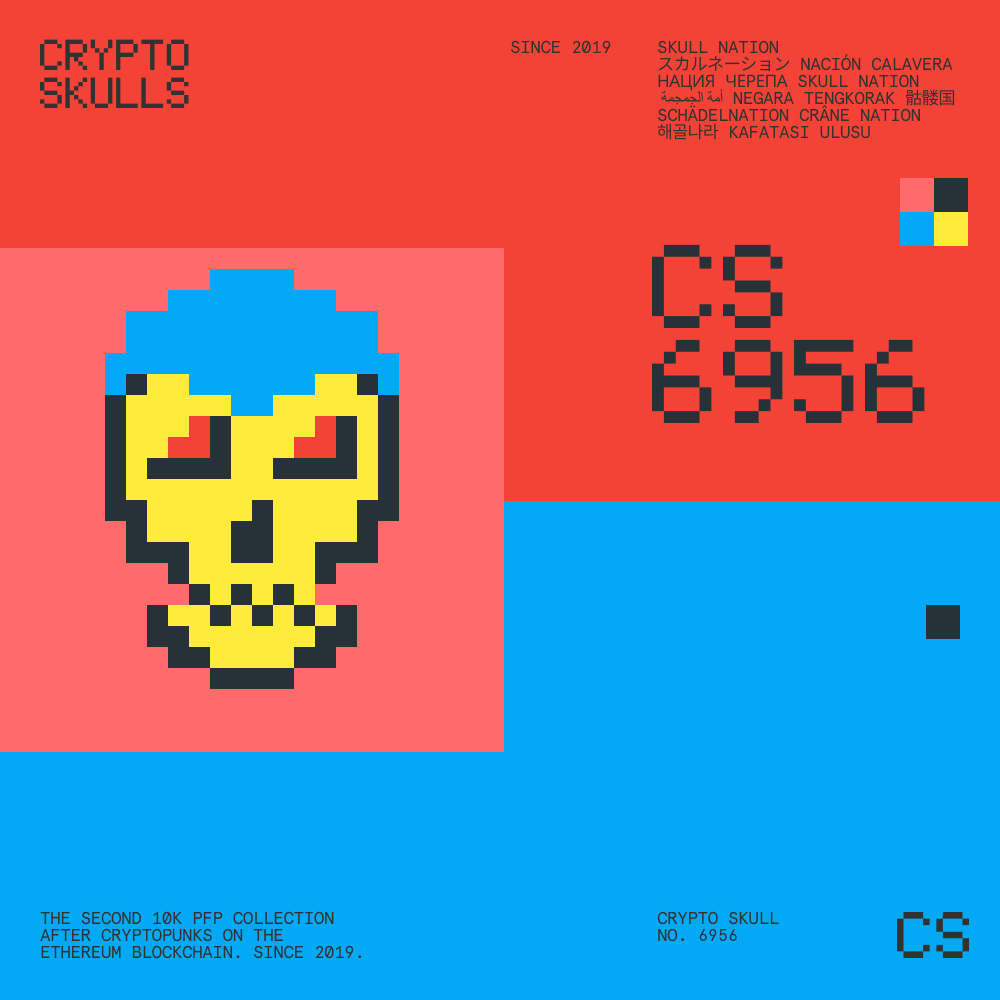 CRYPTO
SKULLS
SINCE 2019
SKULL NATION
スカルネーション NACIÓN CALAVERA
НАЦИЯ ЧЕРЕПА SKULL NATION
أمة الجمجمة NEGARA TENGKORAK 骷髅国
SCHÄDELNATION CRÂNE NATION
해골나라 KAFATASI ULUSU
CS
6956
THE SECOND 10K PFP COLLECTION
AFTER CRYPTOPUNKS ON THE
ETHEREUM BLOCKCHAIN. SINCE 2019.
CRYPTO SKULL
NO. 6956
CS